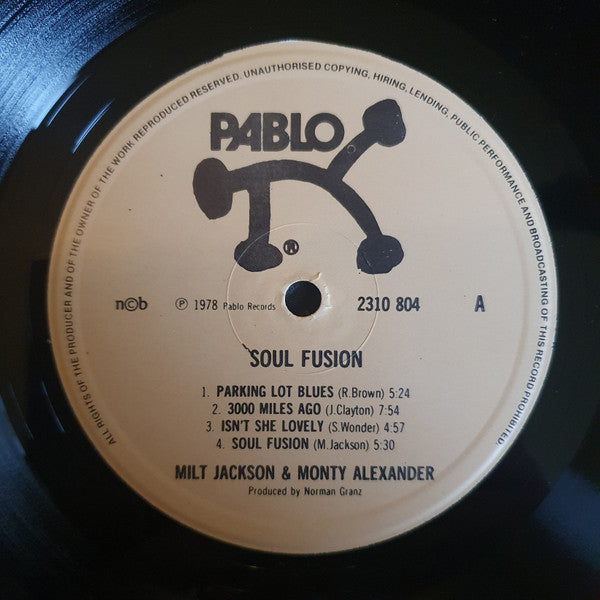 ALL RIGHTS OF THE PRODUCER AND OF THE OWNER OF THE WORK REPRODUCED RESERVED. UNAUTHORISED COPYING, HIRING, LENDING, PUBLIC PERFORMANCE AND BROADCASTING OF THIS RECORD PROHIBITED.
PABLO
®
n©b ℗ 1978 Pablo Records 2310 804 A
SOUL FUSION
1. PARKING LOT BLUES (R.Brown) 5:24
2. 3000 MILES AGO (J.Clayton) 7:54
3. ISN'T SHE LOVELY (S.Wonder) 4:57
4. SOUL FUSION (M.Jackson) 5:30
MILT JACKSON & MONTY ALEXANDER
Produced by Norman Granz